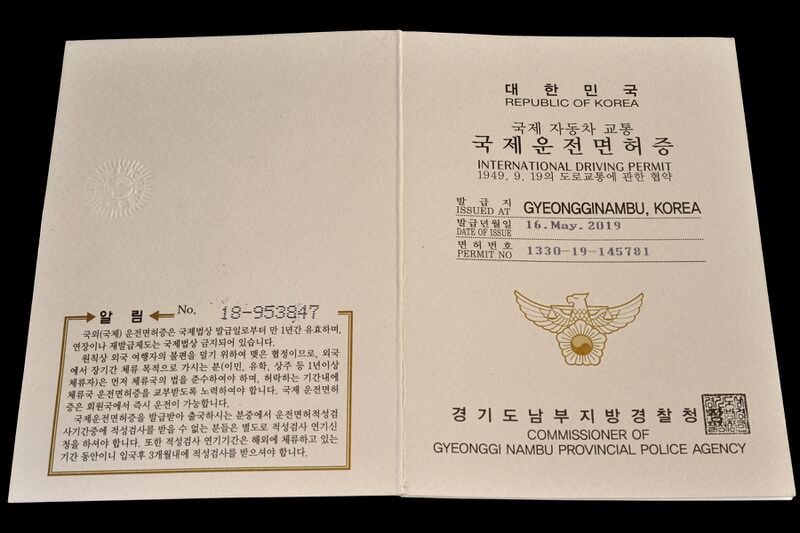 알 림
No. 18-953847
국외(국제) 운전면허증은 국제법상 발급일로부터 만 1년간 유효하며,
연장이나 재발급제도는 국제법상 금지되어 있습니다.
원칙상 외국 여행자의 불편을 덜기 위하여 맺은 협정이므로, 외국
에서 장기간 체류 목적으로 가시는 분(이민, 유학, 상주 등 1년이상
체류자)은 먼저 체류국의 법을 준수하여야 하며, 허락하는 기간내에
체류국 운전면허증을 교부받도록 노력하여야 합니다. 국제 운전면허
증은 회원국에서 즉시 운전이 가능합니다.
국제운전면허증을 발급받아 출국하시는 분중에서 운전면허적성검
사기간중에 적성검사를 받을 수 없는 분들은 별도로 적성검사 연기신
청을 하셔야 합니다. 또한 적성검사 연기기간은 해외에 체류하고 있는
기간 동안이니 입국후 3개월내에 적성검사를 받으셔야 합니다.
대 한 민 국
REPUBLIC OF KOREA
국제 자동차 교통
국제운전면허증
INTERNATIONAL DRIVING PERMIT
1949. 9. 19의 도로교통에 관한 협약
발 급 지
ISSUED AT GYEONGGINAMBU, KOREA
발급년월일
DATE OF ISSUE 16.May.2019
면 허 번 호
PERMIT NO 1330-19-145781
경기도남부지방경찰청
COMMISSIONER OF
GYEONGGI NAMBU PROVINCIAL POLICE AGENCY